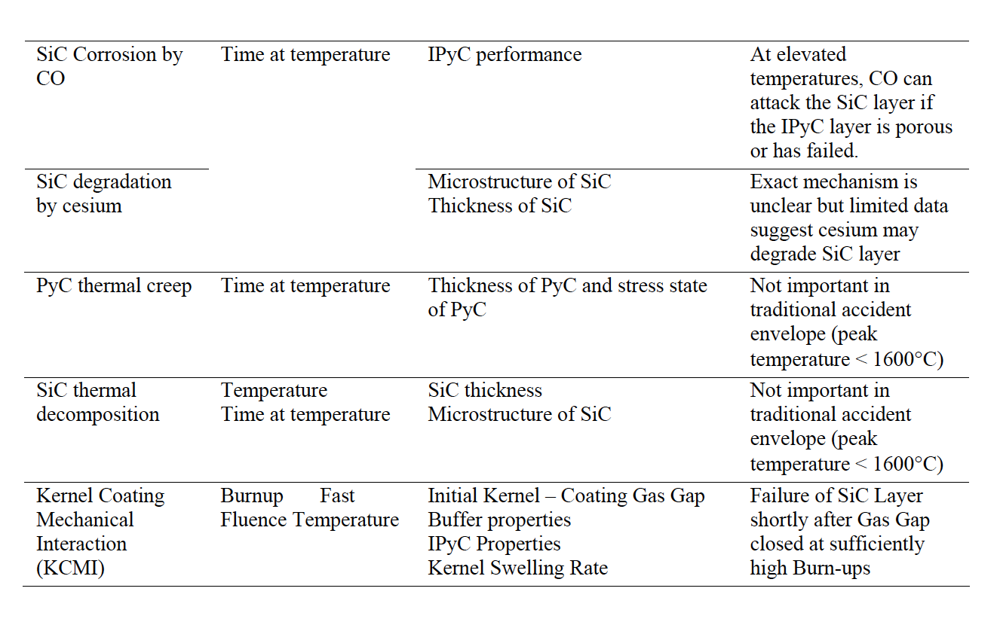 SiC Corrosion by
CO
Time at temperature
IPyC performance
At elevated
temperatures, CO can
attack the SiC layer if
the IPyC layer is porous
or has failed.
SiC degradation
by cesium
Microstructure of SiC
Thickness of SiC
Exact mechanism is
unclear but limited data
suggest cesium may
degrade SiC layer
PyC thermal creep
Time at temperature
Thickness of PyC and stress state
of PyC
Not important in
traditional accident
envelope (peak
temperature < 1600°C)
SiC thermal
decomposition
Temperature
Time at temperature
SiC thickness
Microstructure of SiC
Not important in
traditional accident
envelope (peak
temperature < 1600°C)
Kernel Coating
Mechanical
Interaction
(KCMI)
Burnup Fast
Fluence Temperature
Initial Kernel – Coating Gas Gap
Buffer properties
IPyC Properties
Kernel Swelling Rate
Failure of SiC Layer
shortly after Gas Gap
closed at sufficiently
high Burn-ups